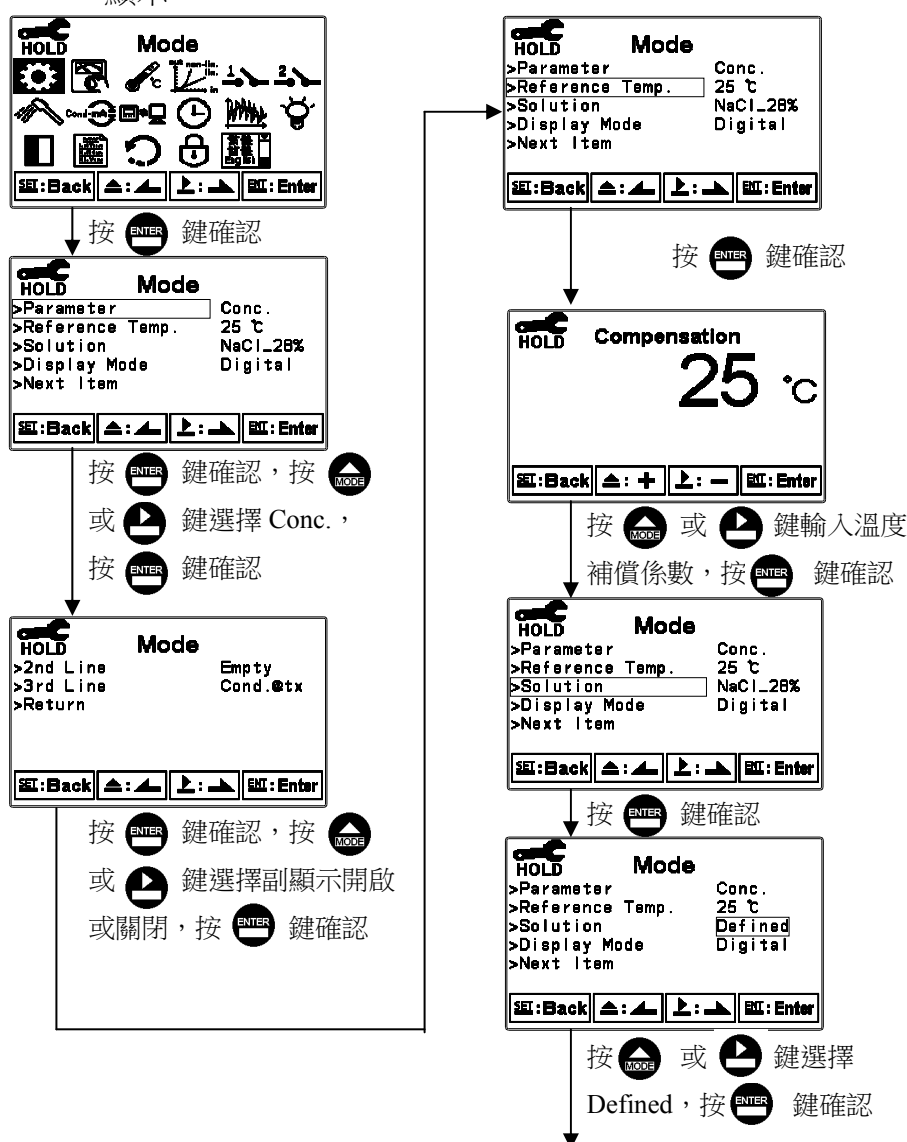 HOLD Mode
1 2
°C
SET:Back ▲: ▶: ENT:Enter
按 ENTER 鍵確認
HOLD Mode
>Parameter Conc.
>Reference Temp. 25 ℃
>Solution NaCl_28%
>Display Mode Digital
>Next Item
SET:Back ▲: ▶: ENT:Enter
按 ENTER 鍵確認，按 MODE
或 鍵選擇 Conc.，
按 ENTER 鍵確認
HOLD Mode
>2nd Line Empty
>3rd Line Cond.@tx
>Return
SET:Back ▲: ▶: ENT:Enter
按 ENTER 鍵確認，按 MODE
或 鍵選擇副顯示開啟
或關閉，按 ENTER 鍵確認
HOLD Mode
>Parameter Conc.
>Reference Temp. 25 ℃
>Solution NaCl_28%
>Display Mode Digital
>Next Item
SET:Back ▲: ▶: ENT:Enter
按 ENTER 鍵確認
HOLD Compensation
25 ℃
SET:Back ▲: + ▶: − ENT:Enter
按 MODE 或 鍵輸入溫度
補償係數，按 ENTER 鍵確認
HOLD Mode
>Parameter Conc.
>Reference Temp. 25 ℃
>Solution NaCl_28%
>Display Mode Digital
>Next Item
SET:Back ▲: ▶: ENT:Enter
按 ENTER 鍵確認
HOLD Mode
>Parameter Conc.
>Reference Temp. 25 ℃
>Solution Defined
>Display Mode Digital
>Next Item
SET:Back ▲: ▶: ENT:Enter
按 MODE 或 鍵選擇
Defined，按 ENTER 鍵確認